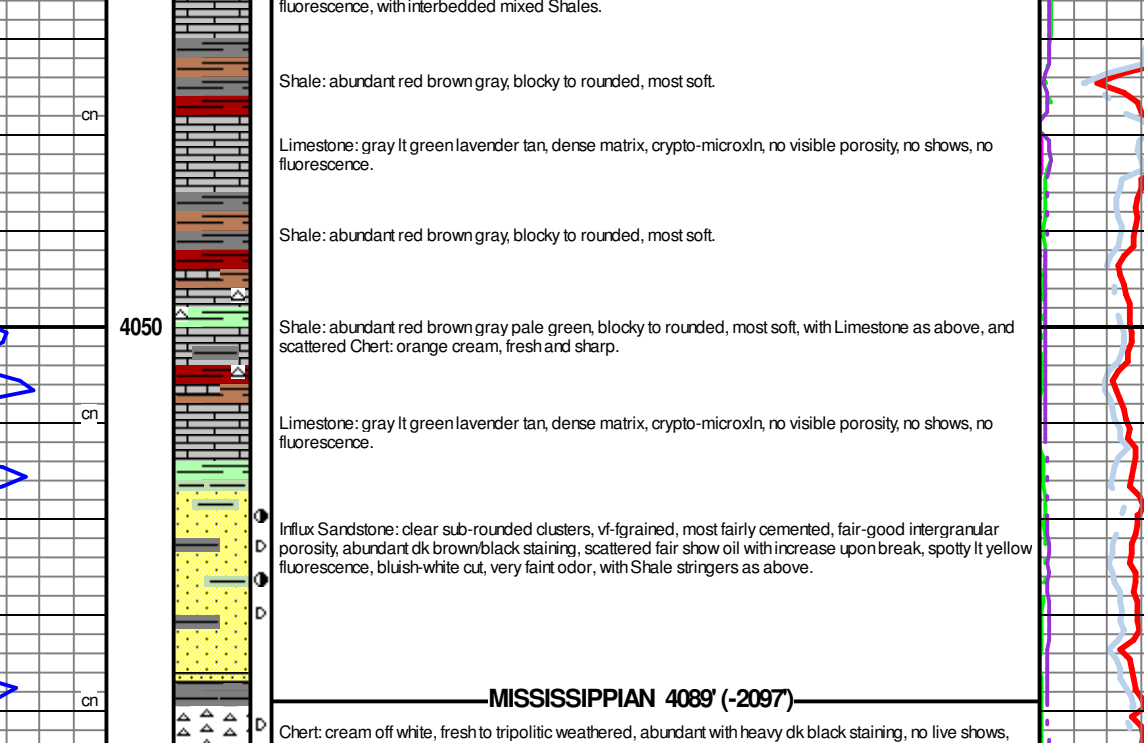 fluorescence, with interbedded mixed Shales.
Shale: abundant red brown gray, blocky to rounded, most soft.
cn
Limestone: gray lt green lavender tan, dense matrix, crypto-microxln, no visible porosity, no shows, no
fluorescence.
Shale: abundant red brown gray, blocky to rounded, most soft.
4050
Shale: abundant red brown gray pale green, blocky to rounded, most soft, with Limestone as above, and
scattered Chert: orange cream, fresh and sharp.
cn
Limestone: gray lt green lavender tan, dense matrix, crypto-microxln, no visible porosity, no shows, no
fluorescence.
Influx Sandstone: clear sub-rounded clusters, vf-fgrained, most fairly cemented, fair-good intergranular
porosity, abundant dk brown/black staining, scattered fair show oil with increase upon break, spotty lt yellow
fluorescence, bluish-white cut, very faint odor, with Shale stringers as above.
cn
MISSISSIPPIAN 4089' (-2097')
Chert: cream off white, fresh to tripolitic weathered, abundant with heavy dk black staining, no live shows,